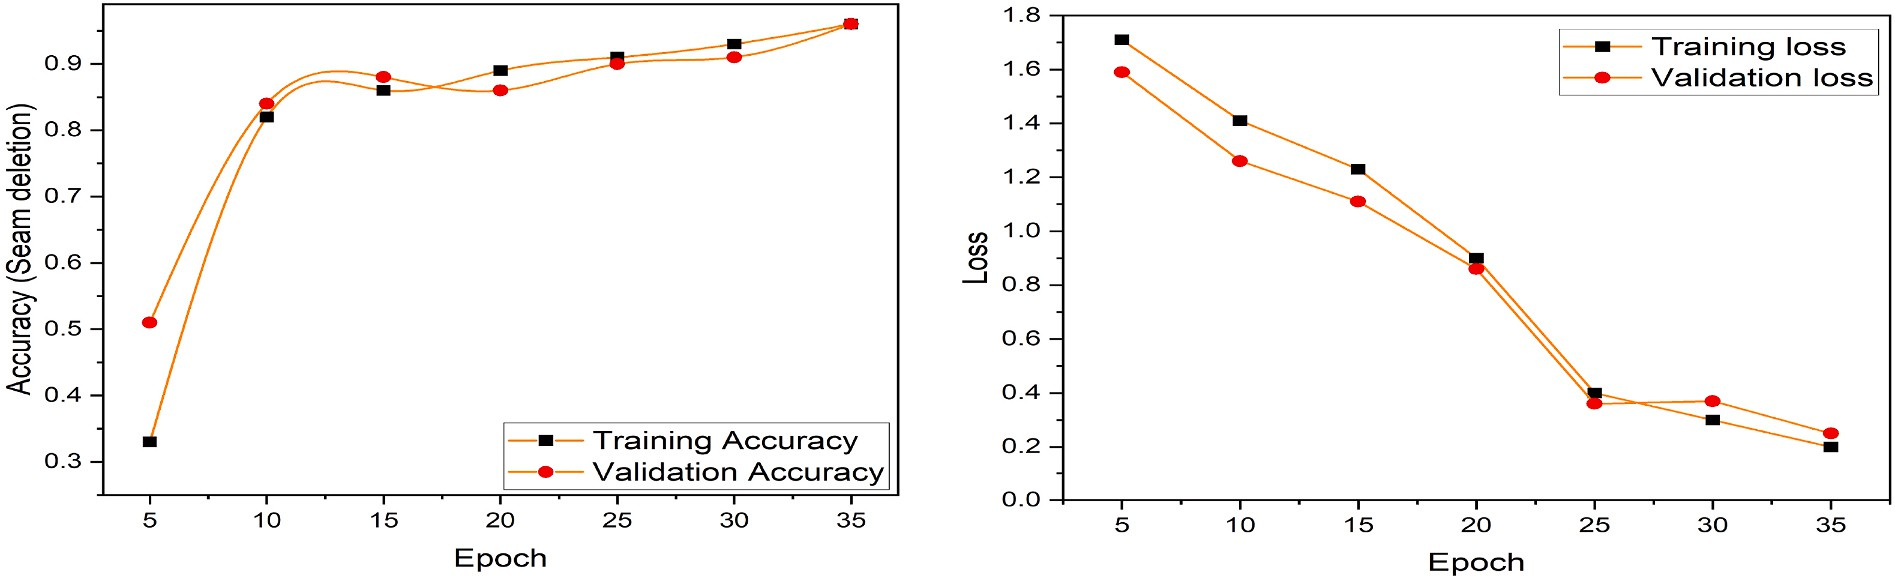 0.9
0.8
0.7
0.6
0.5
0.4
0.3
Accuracy (Seam deletion)
Training Accuracy
Validation Accuracy
5 10 15 20 25 30 35
Epoch
1.8
1.6
1.4
1.2
1.0
0.8
0.6
0.4
0.2
0.0
Loss
Training loss
Validation loss
5 10 15 20 25 30 35
Epoch